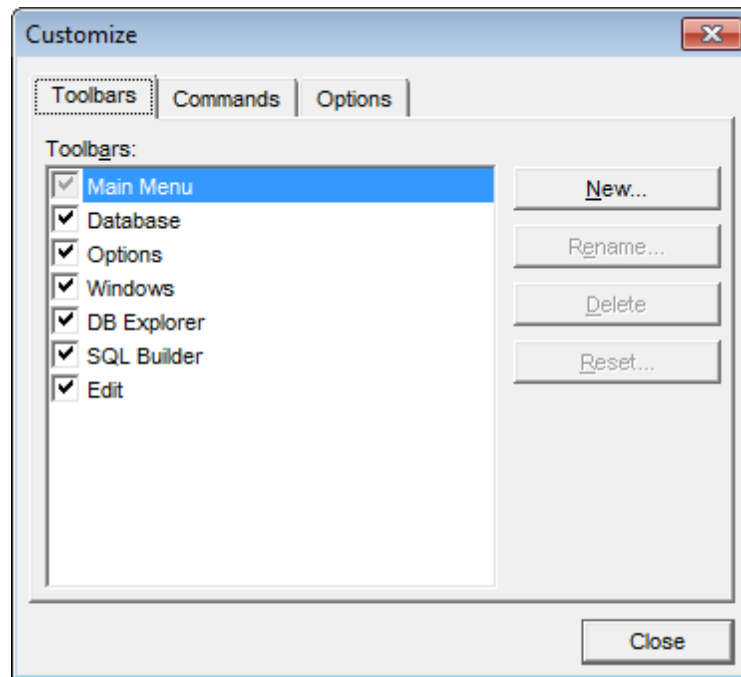 Customize
Toolbars Commands Options
Toolbars:
Main Menu
Database
Options
Windows
DB Explorer
SQL Builder
Edit
New...
Rename...
Delete
Reset...
Close